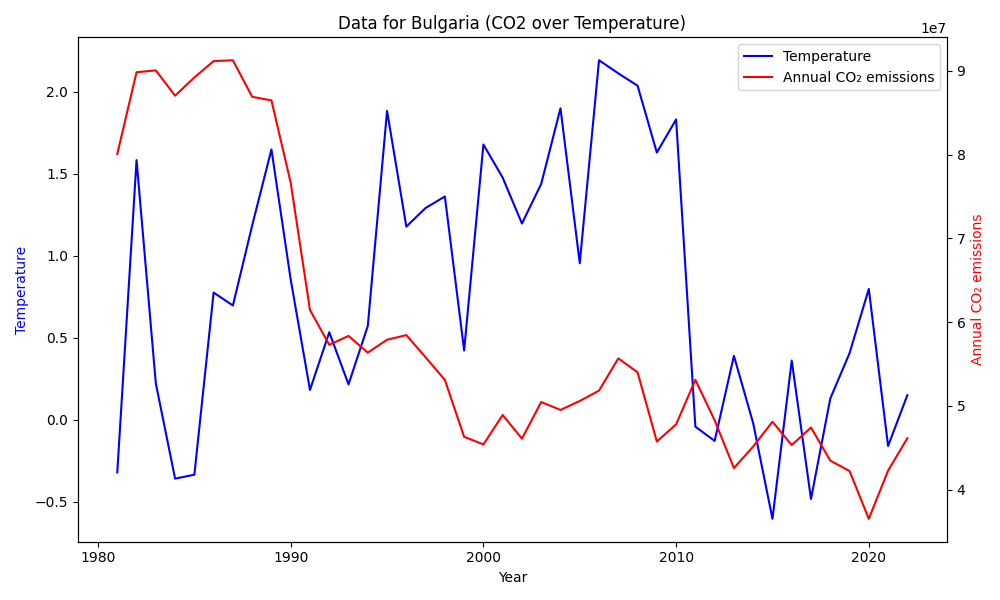 Data for Bulgaria (CO2 over Temperature)
1e7
Temperature
Annual CO₂ emissions
2.0
1.5
1.0
0.5
0.0
−0.5
Temperature
9
8
7
6
5
4
Annual CO₂ emissions
1980 1990 2000 2010 2020
Year